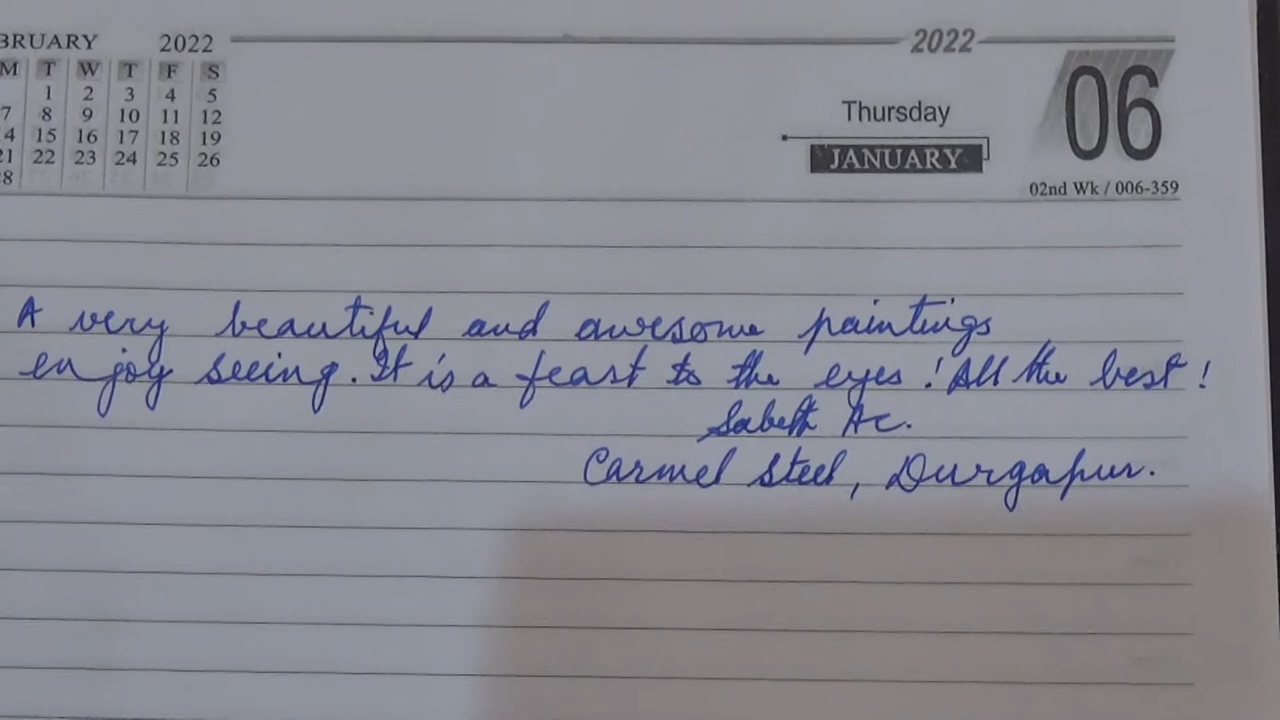 BRUARY 2022
M T W T F S
1 2 3 4 5
7 8 9 10 11 12
14 15 16 17 18 19
21 22 23 24 25 26
28
2022
06
Thursday
JANUARY
02nd Wk / 006-359
A very beautiful and awesome paintings
enjoy seeing. It is a feast to the eyes! All the best!
Sabeth Ac.
Carmel Steel, Durgapur.